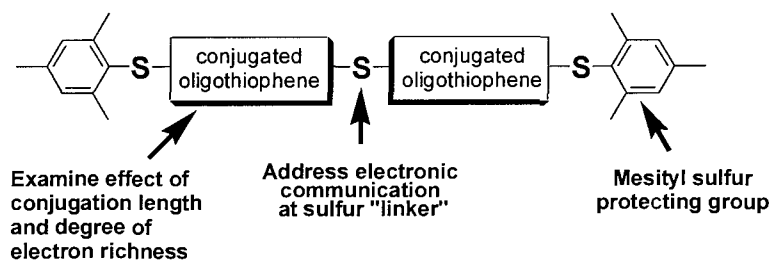 conjugated
oligothiophene
conjugated
oligothiophene
S
S
S
Examine effect of
conjugation length
and degree of
electron richness
Address electronic
communication
at sulfur "linker"
Mesityl sulfur
protecting group